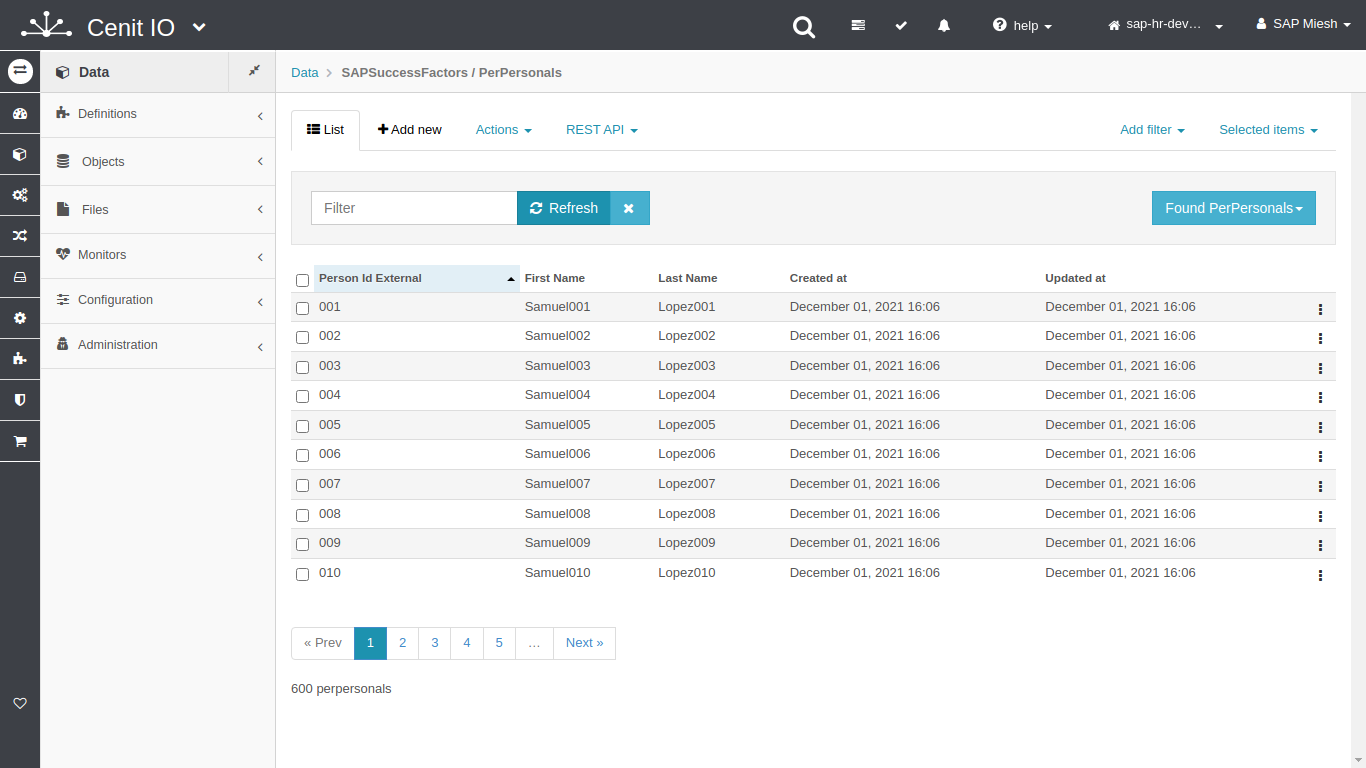 Cenit IO
help
sap-hr-dev…
SAP Miesh
Data
Data
SAPSuccessFactors / PerPersonals
Definitions
Objects
Files
Monitors
Configuration
Administration
List
Add new
Actions
REST API
Add filter
Selected items
Filter
Refresh
Found PerPersonals
Person Id External First Name Last Name Created at Updated at
001 Samuel001 Lopez001 December 01, 2021 16:06 December 01, 2021 16:06
002 Samuel002 Lopez002 December 01, 2021 16:06 December 01, 2021 16:06
003 Samuel003 Lopez003 December 01, 2021 16:06 December 01, 2021 16:06
004 Samuel004 Lopez004 December 01, 2021 16:06 December 01, 2021 16:06
005 Samuel005 Lopez005 December 01, 2021 16:06 December 01, 2021 16:06
006 Samuel006 Lopez006 December 01, 2021 16:06 December 01, 2021 16:06
007 Samuel007 Lopez007 December 01, 2021 16:06 December 01, 2021 16:06
008 Samuel008 Lopez008 December 01, 2021 16:06 December 01, 2021 16:06
009 Samuel009 Lopez009 December 01, 2021 16:06 December 01, 2021 16:06
010 Samuel010 Lopez010 December 01, 2021 16:06 December 01, 2021 16:06
« Prev 1 2 3 4 5 … Next »
600 perpersonals